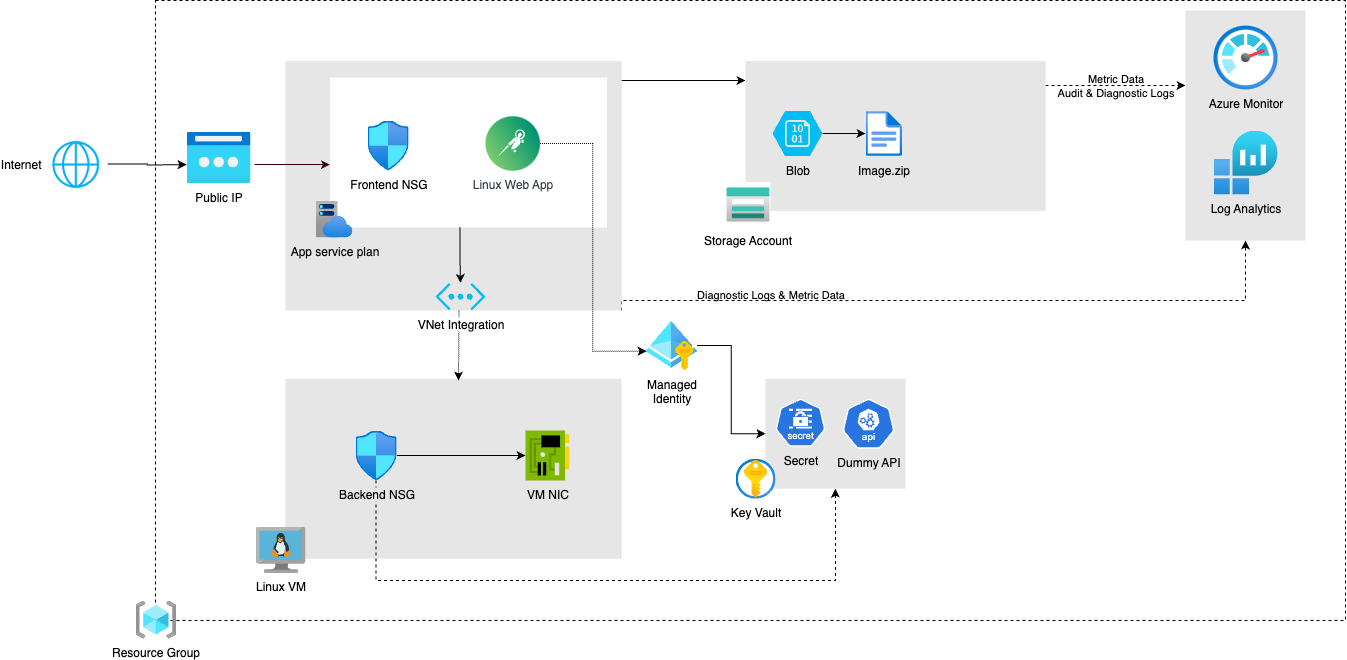 Metric Data
Audit & Diagnostic Logs
Azure Monitor
Internet
Public IP
Frontend NSG
Linux Web App
10
01
Blob
Image.zip
Log Analytics
App service plan
Storage Account
Diagnostic Logs & Metric Data
VNet Integration
Managed
Identity
secret
api
Secret
Dummy API
Backend NSG
VM NIC
Key Vault
Linux VM
Resource Group